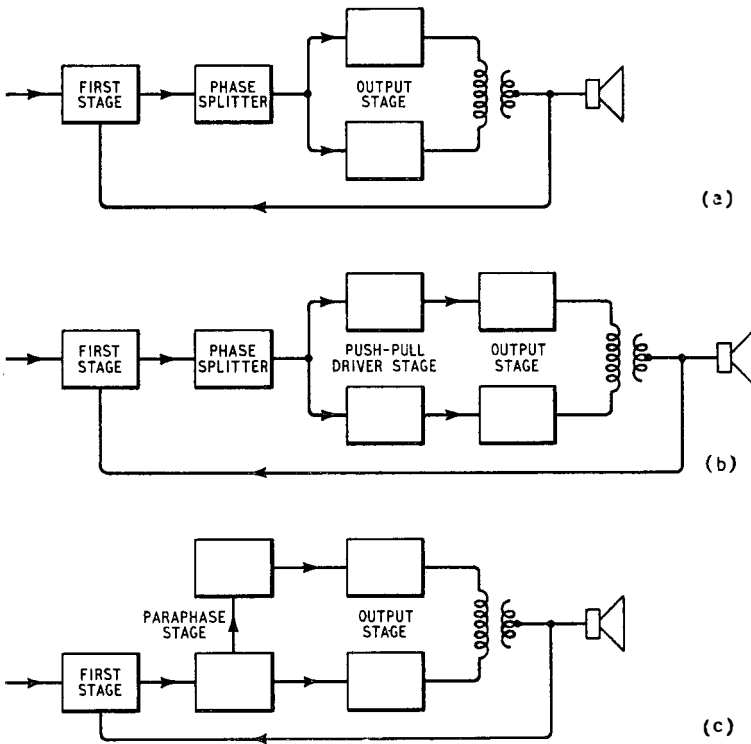 FIRST
STAGE
PHASE
SPLITTER
OUTPUT
STAGE
(a)
FIRST
STAGE
PHASE
SPLITTER
PUSH-PULL
DRIVER STAGE
OUTPUT
STAGE
(b)
PARAPHASE
STAGE
OUTPUT
STAGE
FIRST
STAGE
(c)